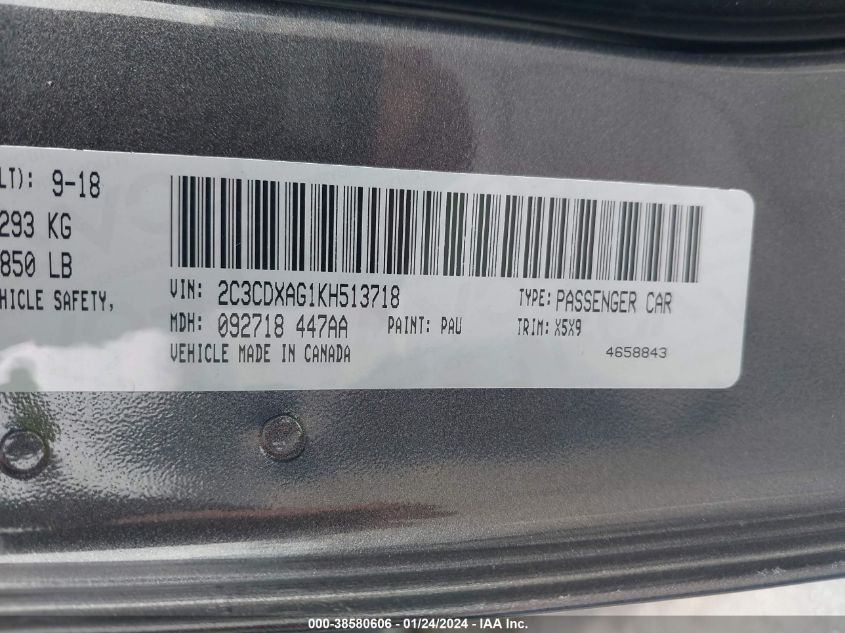 LT): 9-18
293 KG
850 LB
HICLE SAFETY,
VIN: 2C3CDXAG1KH513718
TYPE: PASSENGER CAR
MDH: 092718 447AA
PAINT: PAU
TRIM: X5X9
VEHICLE MADE IN CANADA
4658843
000-38580606 - 01/24/2024 - IAA Inc.